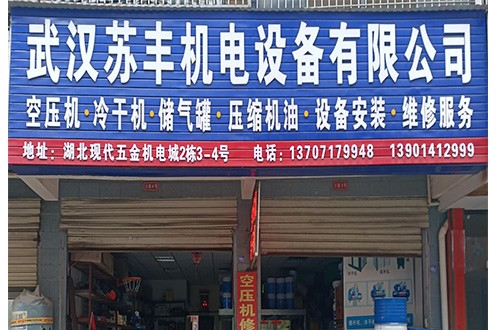 武汉苏丰机电设备有限公司
空压机·冷干机·储气罐·压缩机油·设备安装·维修服务
地址：湖北现代五金机电城2栋3-4号 电话：13707179948 13901412999
空压机修